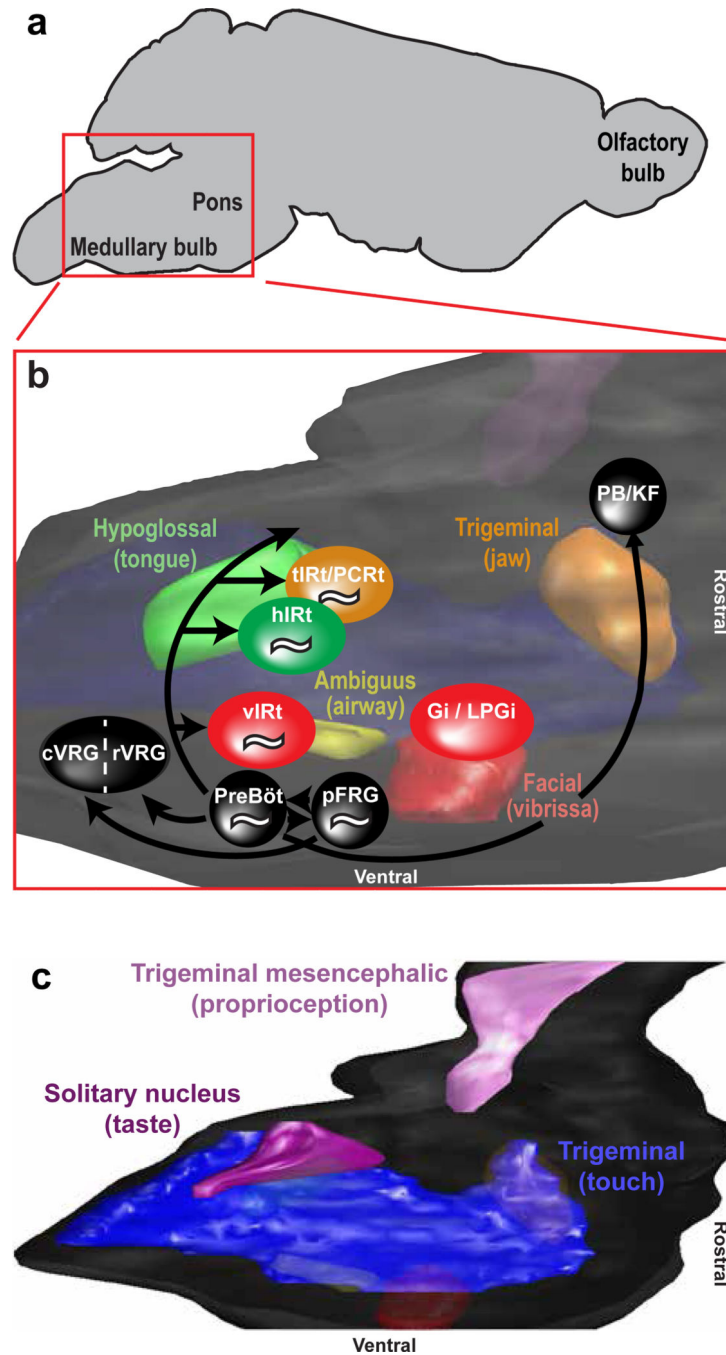 a
Olfactory
bulb
Pons
Medullary bulb
b
PB/KF
Hypoglossal
(tongue)
Trigeminal
(jaw)
tIRt/PCRt
hIRt
Rostral
Ambiguus
(airway)
vIRt
Gi / LPGi
cVRG
rVRG
PreBöt
pFRG
Facial
(vibrissa)
Ventral
c
Trigeminal mesencephalic
(proprioception)
Solitary nucleus
(taste)
Trigeminal
(touch)
Rostral
Ventral